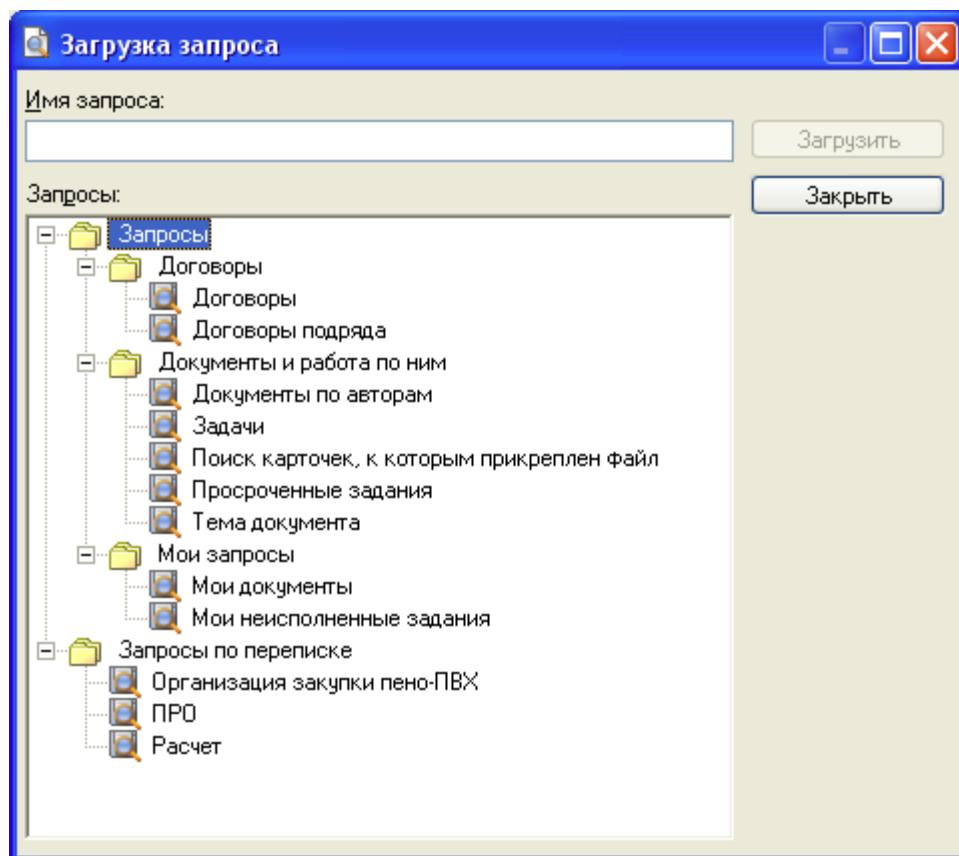 Загрузка запроса
Имя запроса:
Загрузить
Запросы:
Закрыть
Запросы
Договоры
Договоры
Договоры подряда
Документы и работа по ним
Документы по авторам
Задачи
Поиск карточек, к которым прикреплен файл
Просроченные задания
Тема документа
Мои запросы
Мои документы
Мои неисполненные задания
Запросы по переписке
Организация закупки пено-ПВХ
ПРО
Расчет